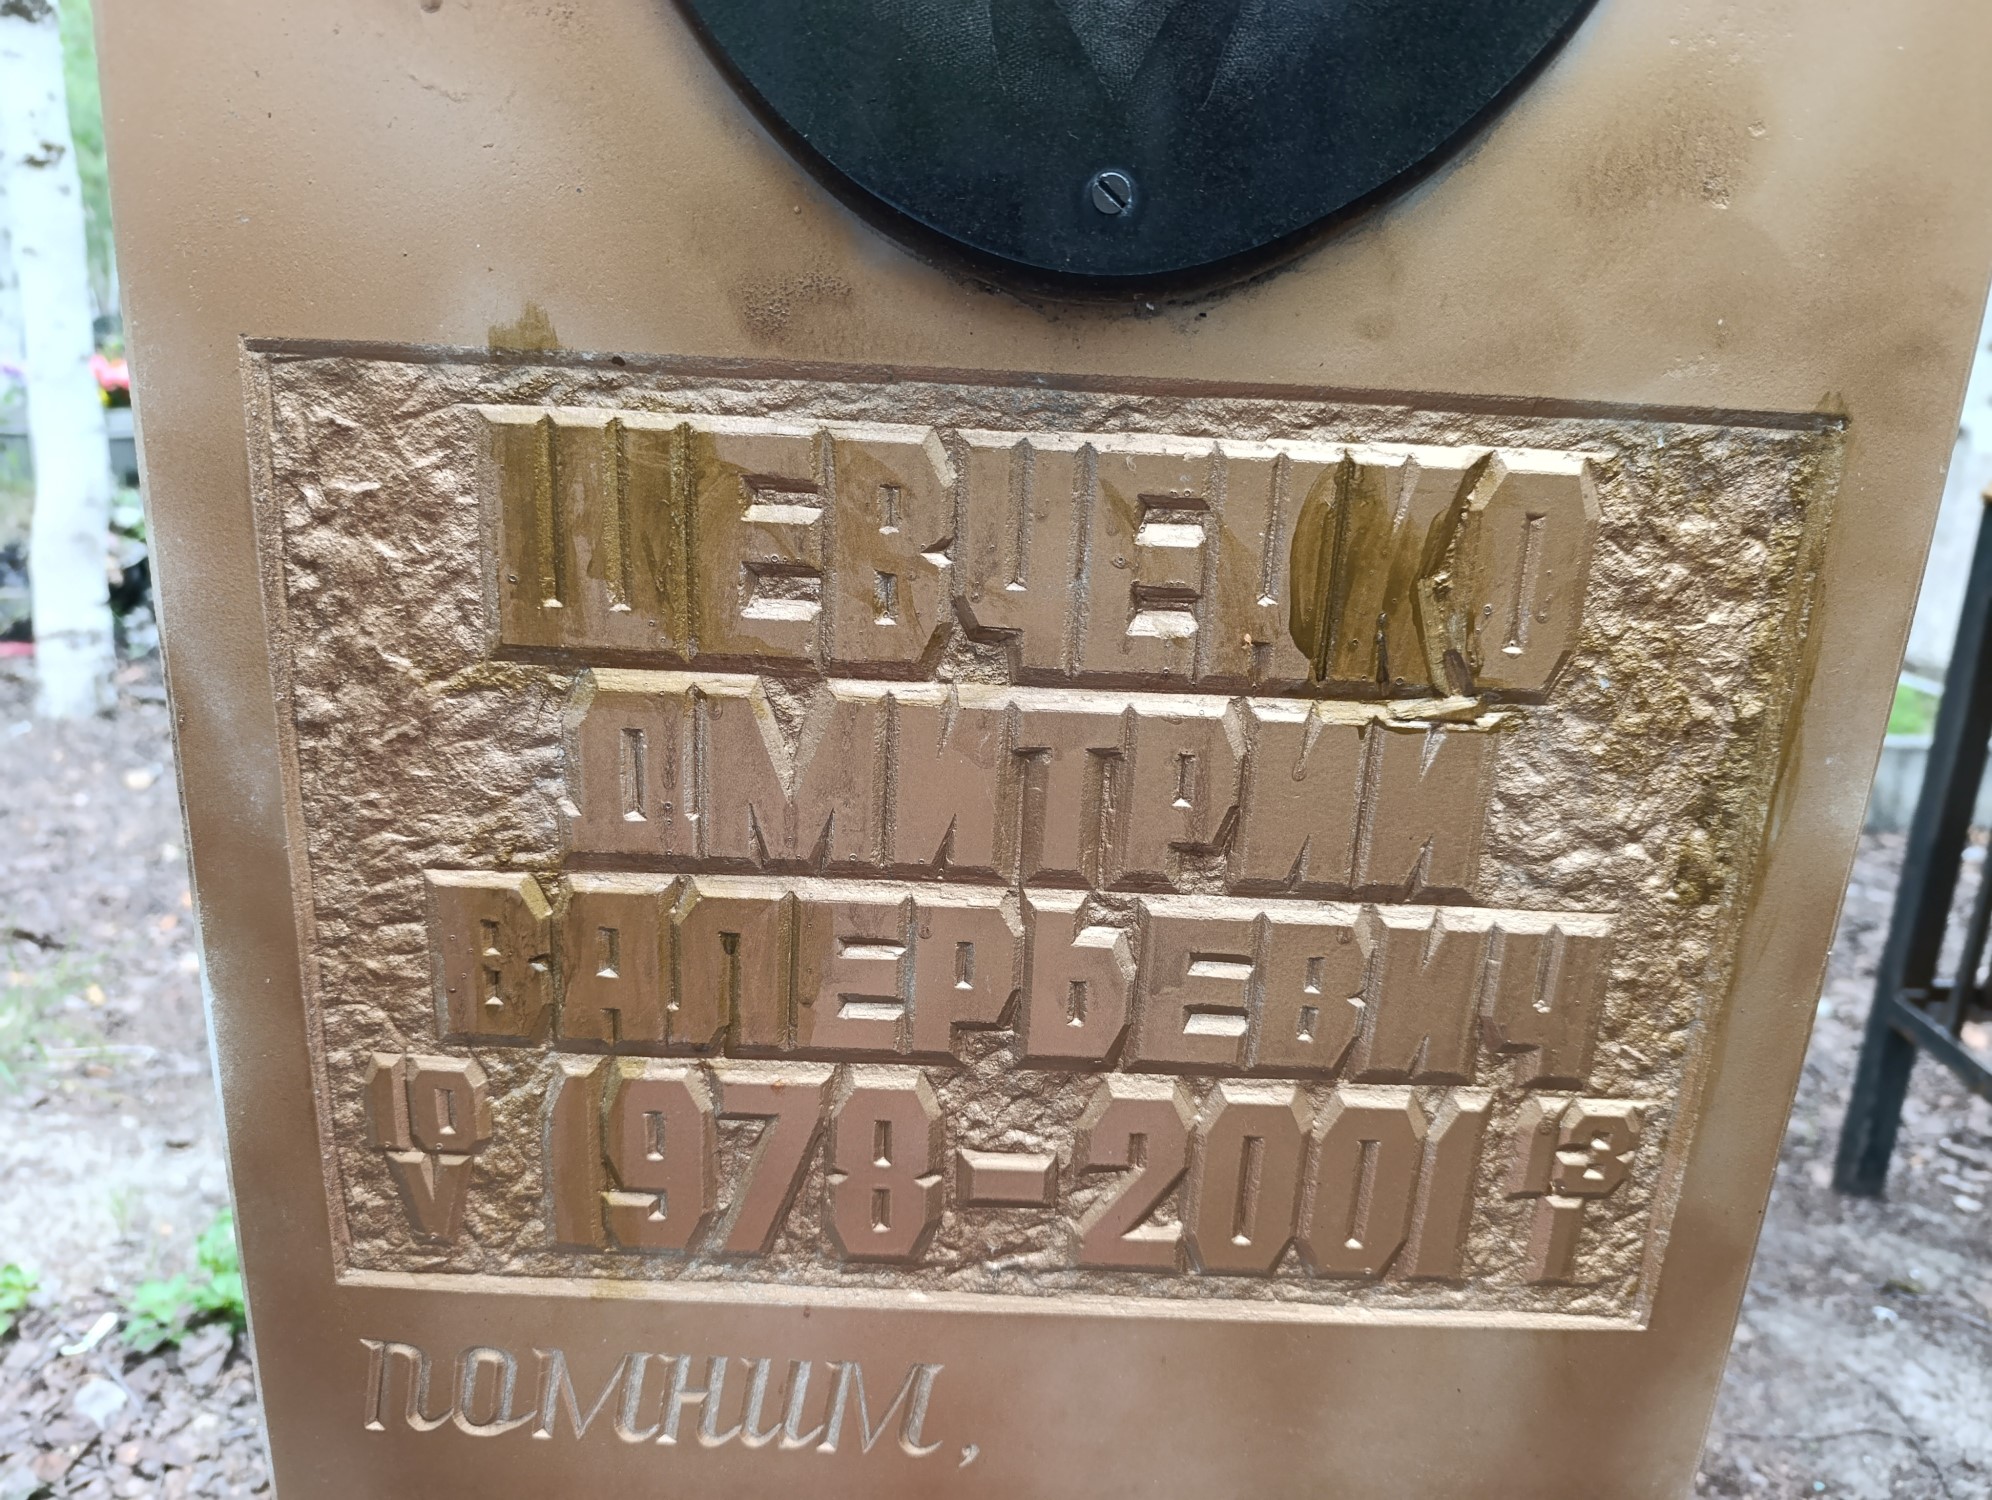 ШЕВЧЕНКО
ДМИТРИЙ
ВАЛЕРЬЕВИЧ
10 V 1978-2001 13 I
помним,